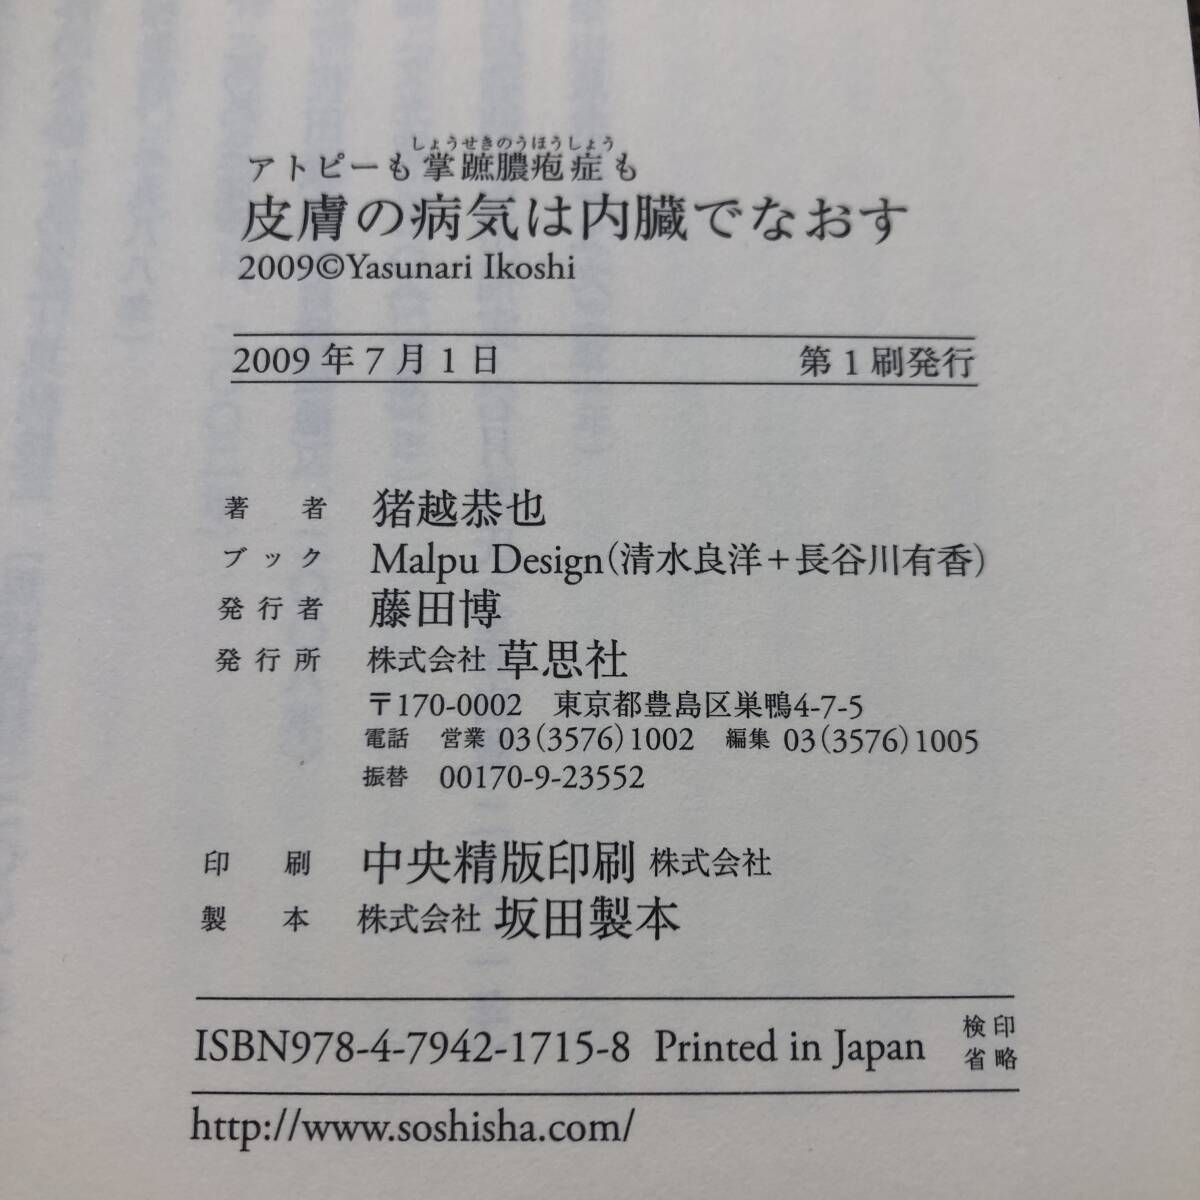 しょうせきのうほうしょう
アトピーも掌蹠膿疱症も
皮膚の病気は内臓でなおす
2009©Yasunari Ikoshi
2009年7月1日 第1刷発行
著者 猪越恭也
ブック Malpu Design(清水良洋+長谷川有香)
発行者 藤田博
発行所 株式会社 草思社
〒170-0002 東京都豊島区巣鴨4-7-5
電話 営業 03(3576)1002 編集 03(3576)1005
振替 00170-9-23552
印刷 中央精版印刷 株式会社
製本 株式会社 坂田製本
ISBN978-4-7942-1715-8 Printed in Japan 検印省略
http://www.soshisha.com/